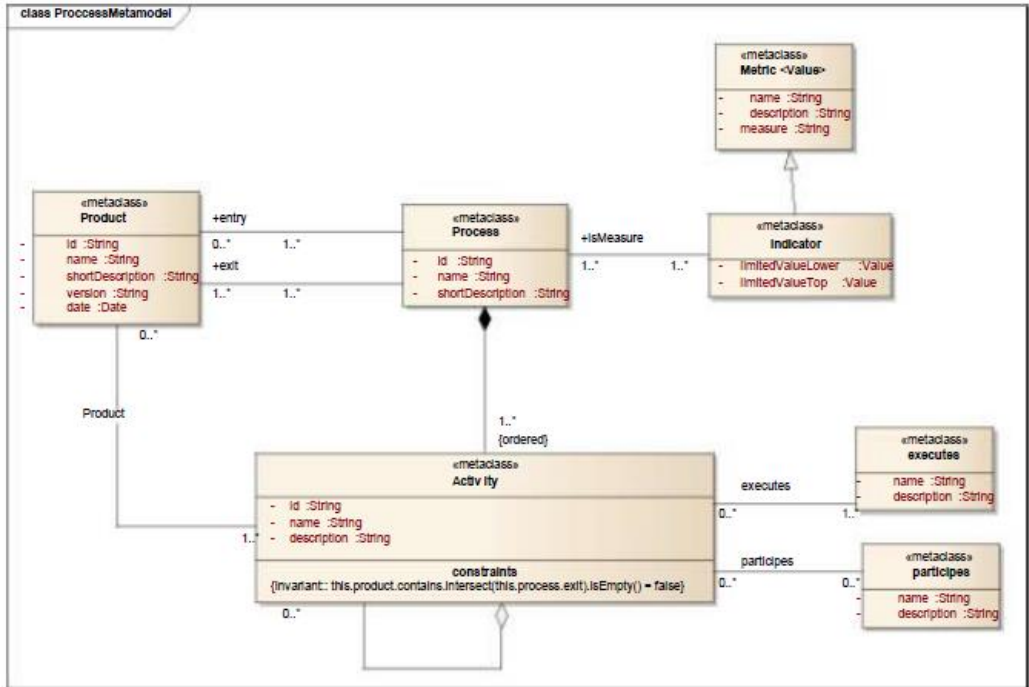 class ProccessMetamodel
«metaclass»
Metric <Value>
- name :String
- description :String
- measure :String
«metaclass»
Product
- id :String
- name :String
- shortDescription :String
- version :String
- date :Date
+entry
0..* 1..*
+exit
1..* 1..*
«metaclass»
Process
- id :String
- name :String
- shortDescription :String
+isMeasure
1..* 1..*
«metaclass»
Indicator
- limitedValueLower :Value
- limitedValueTop :Value
0..*
Product
1..*
{ordered}
«metaclass»
Activity
- id :String
- name :String
- description :String
1..*
constraints
{invariant:: this.product.contains.intersect(this.process.exit).isEmpty() = false}
0..*
executes
0..* 1..*
«metaclass»
executes
- name :String
- description :String
participes
0..* 0..*
«metaclass»
participes
- name :String
- description :String